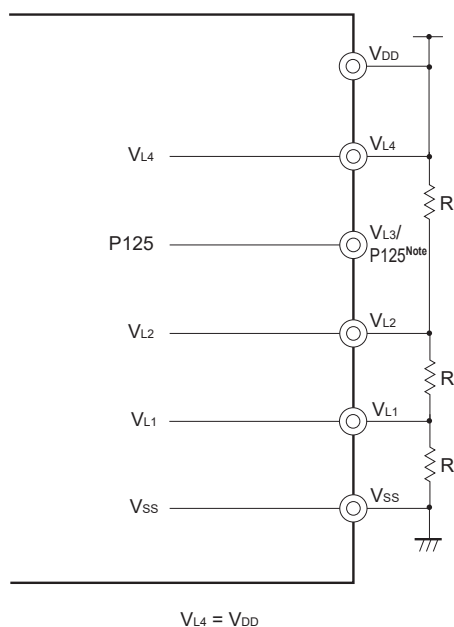 VDD
VL4 VL4
R
P125 VL3/
P125Note
VL2 VL2
R
VL1 VL1
R
VSS VSS
VL4 = VDD